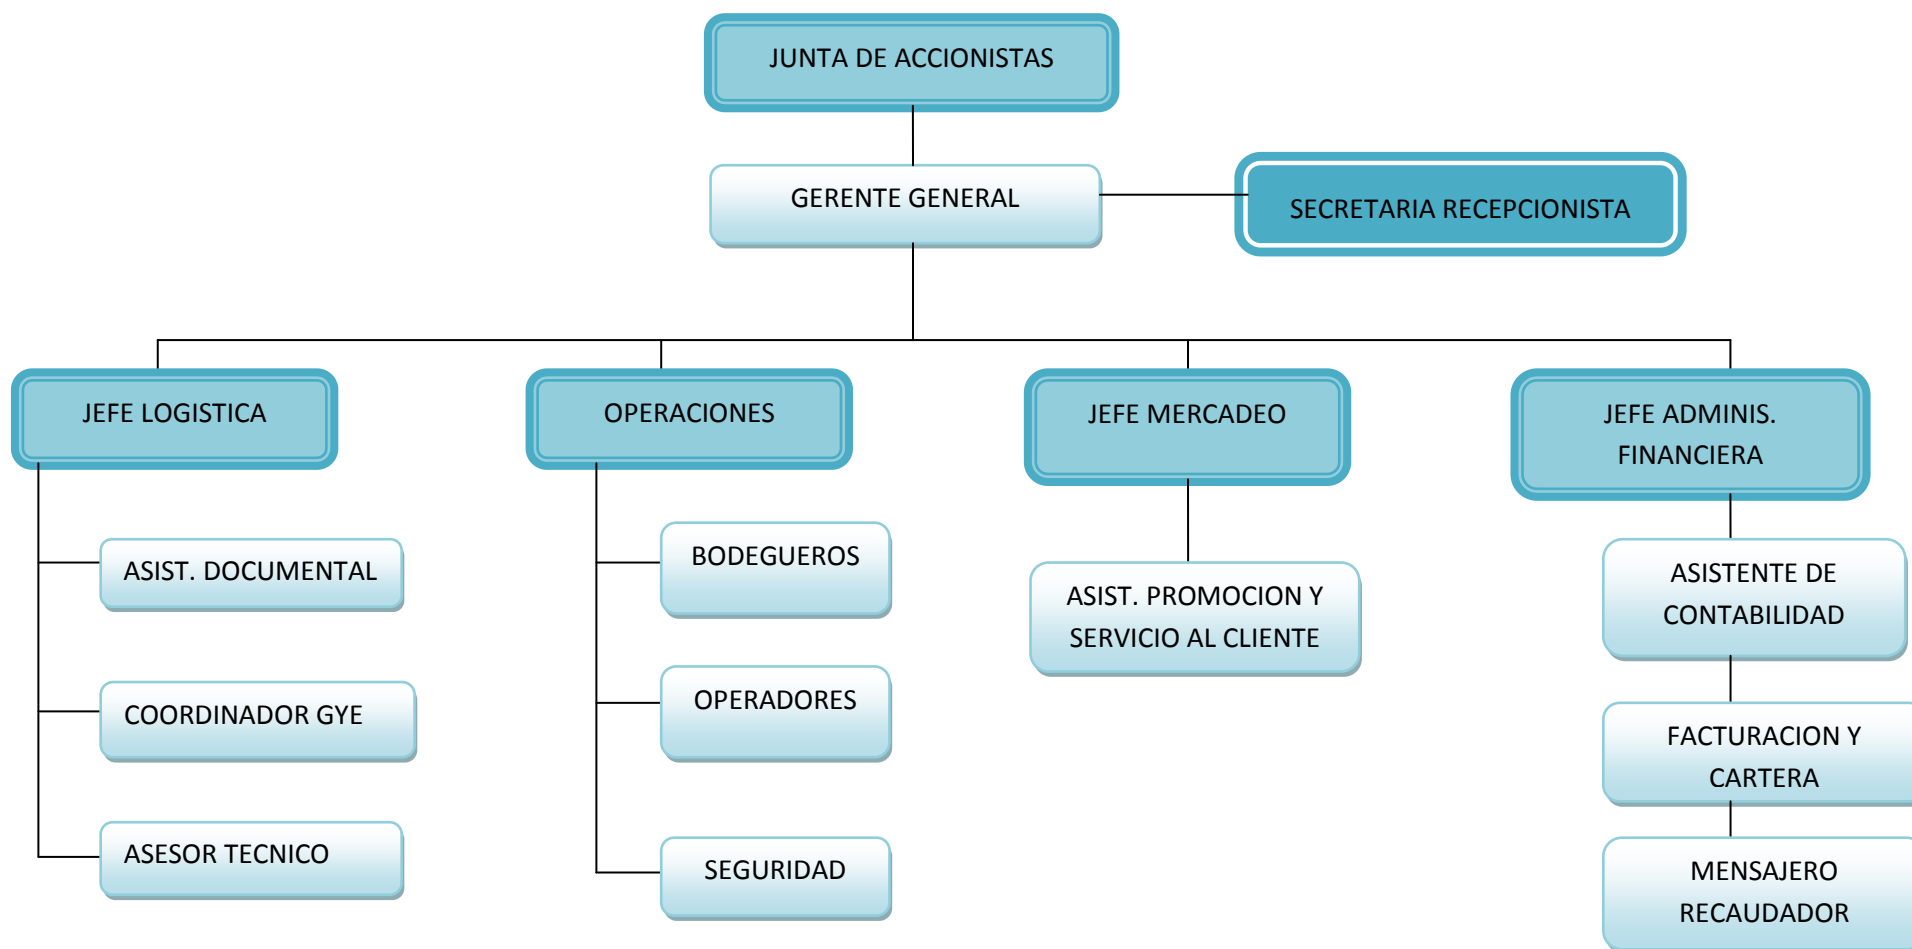 JUNTA DE ACCIONISTAS
GERENTE GENERAL
SECRETARIA RECEPCIONISTA
JEFE LOGISTICA
ASIST. DOCUMENTAL
COORDINADOR GYE
ASESOR TECNICO
OPERACIONES
BODEGUEROS
OPERADORES
SEGURIDAD
JEFE MERCADEO
ASIST. PROMOCION Y
SERVICIO AL CLIENTE
JEFE ADMINIS.
FINANCIERA
ASISTENTE DE
CONTABILIDAD
FACTURACION Y
CARTERA
MENSAJERO
RECAUDADOR